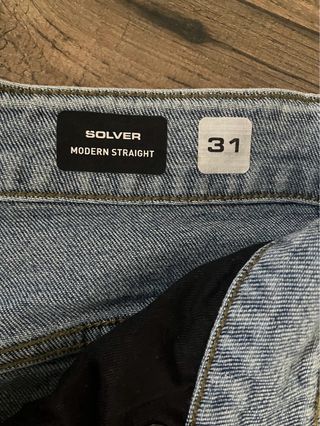 SOLVER
MODERN STRAIGHT
31